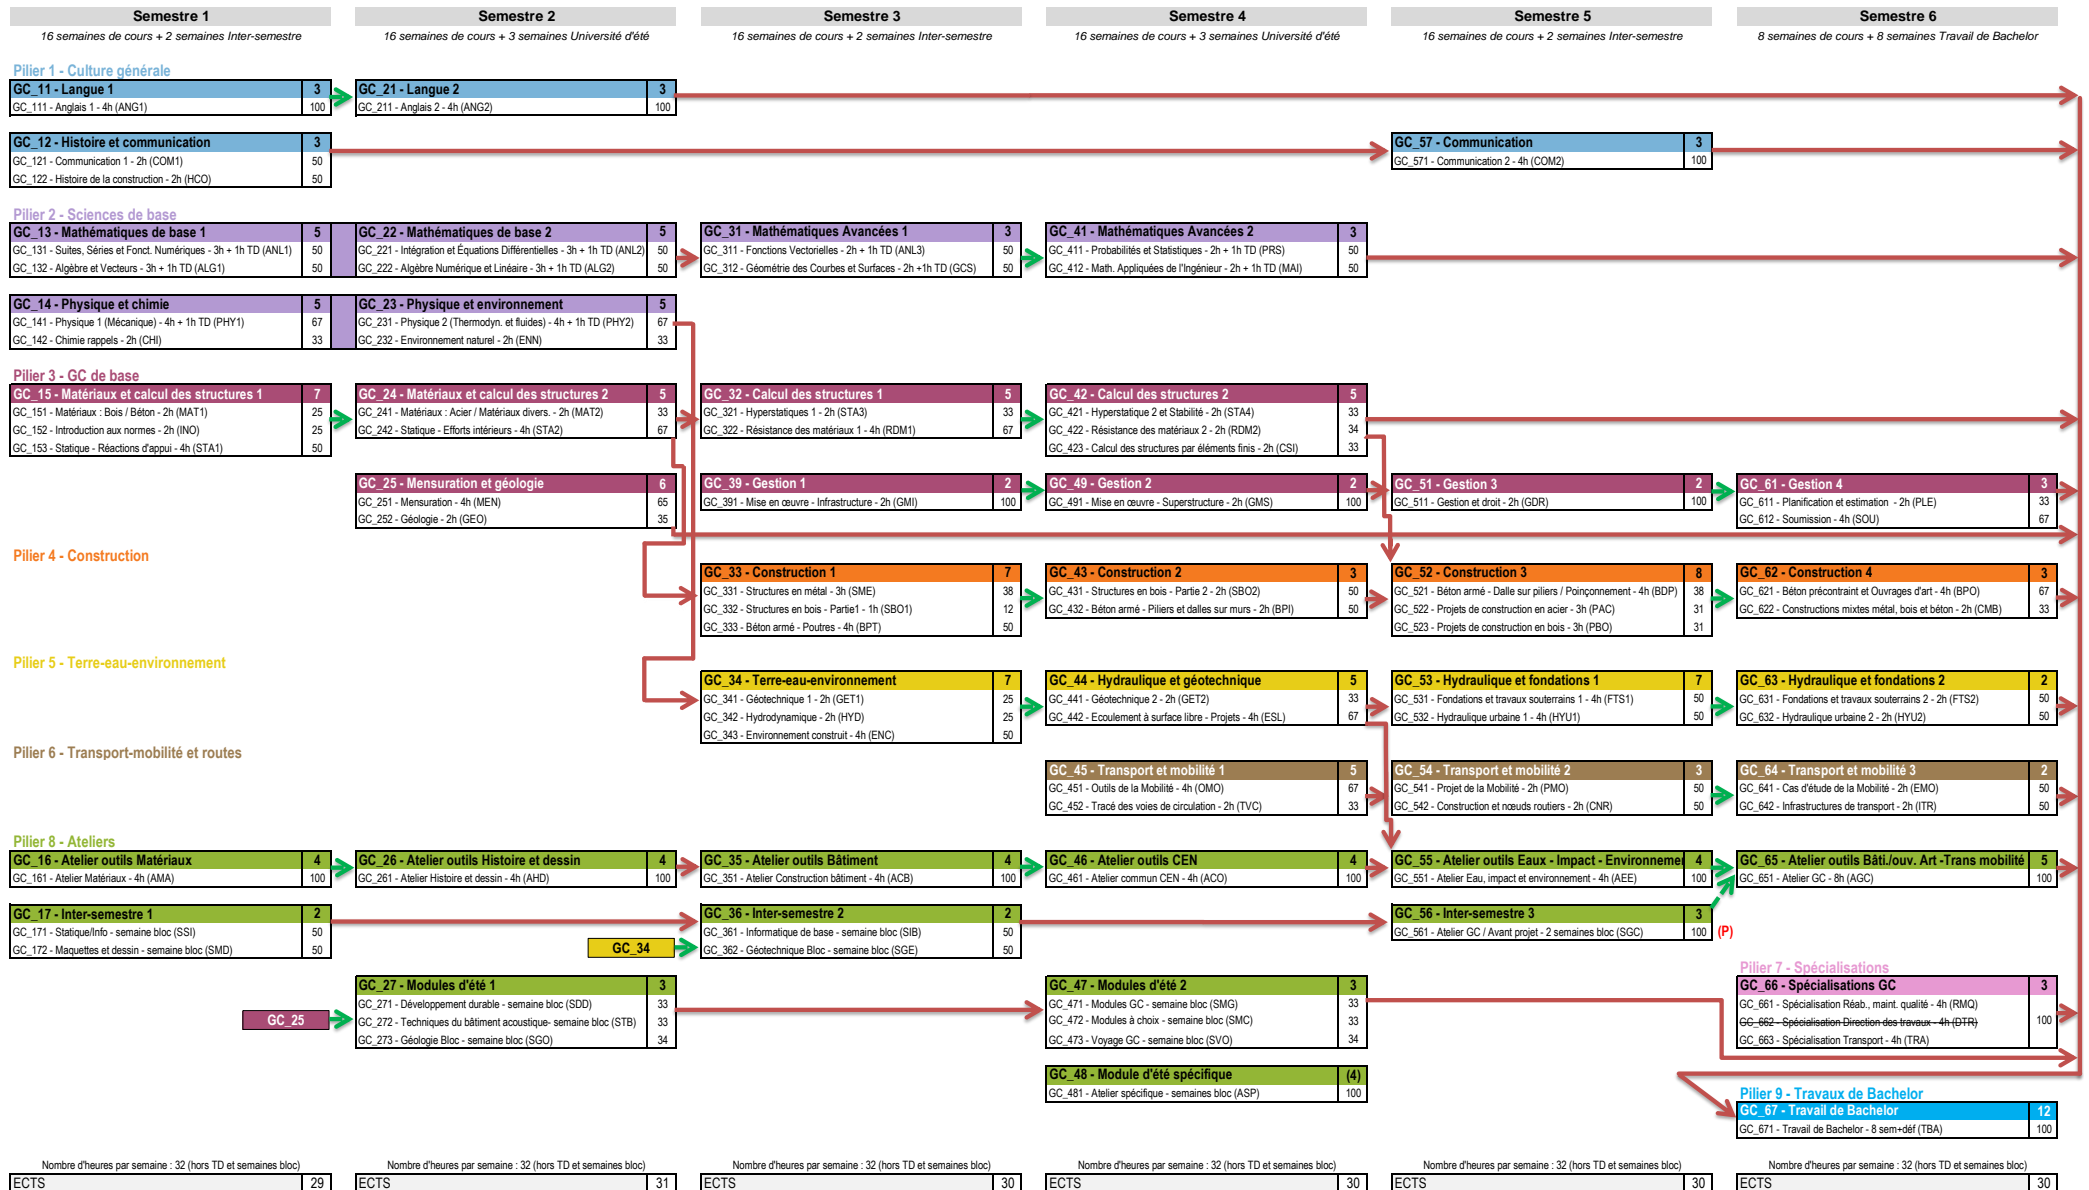 Semestre 1
Semestre 2
Semestre 3
Semestre 4
Semestre 5
Semestre 6
16 semaines de cours + 2 semaines Inter-semestre
16 semaines de cours + 3 semaines Université d'été
16 semaines de cours + 2 semaines Inter-semestre
16 semaines de cours + 3 semaines Université d'été
16 semaines de cours + 2 semaines Inter-semestre
8 semaines de cours + 8 semaines Travail de Bachelor
Pilier 1 - Culture générale
GC_11 - Langue 1 3
GC_111 - Anglais 1 - 4h (ANG1) 100
GC_21 - Langue 2 3
GC_211 - Anglais 2 - 4h (ANG2) 100
GC_12 - Histoire et communication 3
GC_121 - Communication 1 - 2h (COM1) 50
GC_122 - Histoire de la construction - 2h (HCO) 50
GC_57 - Communication 3
GC_571 - Communication 2 - 4h (COM2) 100
Pilier 2 - Sciences de base
GC_13 - Mathématiques de base 1 5
GC_131 - Suites, Séries et Fonct. Numériques - 3h + 1h TD (ANL1) 50
GC_132 - Algèbre et Vecteurs - 3h + 1h TD (ALG1) 50
GC_22 - Mathématiques de base 2 5
GC_221 - Intégration et Équations Différentielles - 3h + 1h TD (ANL2) 50
GC_222 - Algèbre Numérique et Linéaire - 3h + 1h TD (ALG2) 50
GC_31 - Mathématiques Avancées 1 3
GC_311 - Fonctions Vectorielles - 2h + 1h TD (ANL3) 50
GC_312 - Géométrie des Courbes et Surfaces - 2h +1h TD (GCS) 50
GC_41 - Mathématiques Avancées 2 3
GC_411 - Probabilités et Statistiques - 2h + 1h TD (PRS) 50
GC_412 - Math. Appliquées de l'Ingénieur - 2h + 1h TD (MAI) 50
GC_14 - Physique et chimie 5
GC_141 - Physique 1 (Mécanique) - 4h + 1h TD (PHY1) 67
GC_142 - Chimie rappels - 2h (CHI) 33
GC_23 - Physique et environnement 5
GC_231 - Physique 2 (Thermodyn. et fluides) - 4h + 1h TD (PHY2) 67
GC_232 - Environnement naturel - 2h (ENN) 33
Pilier 3 - GC de base
GC_15 - Matériaux et calcul des structures 1 7
GC_151 - Matériaux : Bois / Béton - 2h (MAT1) 25
GC_152 - Introduction aux normes - 2h (INO) 25
GC_153 - Statique - Réactions d'appui - 4h (STA1) 50
GC_24 - Matériaux et calcul des structures 2 5
GC_241 - Matériaux : Acier / Matériaux divers. - 2h (MAT2) 33
GC_242 - Statique - Efforts intérieurs - 4h (STA2) 67
GC_32 - Calcul des structures 1 5
GC_321 - Hyperstatiques 1 - 2h (STA3) 33
GC_322 - Résistance des matériaux 1 - 4h (RDM1) 67
GC_42 - Calcul des structures 2 5
GC_421 - Hyperstatique 2 et Stabilité - 2h (STA4) 33
GC_422 - Résistance des matériaux 2 - 2h (RDM2) 34
GC_423 - Calcul des structures par éléments finis - 2h (CSI) 33
GC_25 - Mensuration et géologie 6
GC_251 - Mensuration - 4h (MEN) 65
GC_252 - Géologie - 2h (GEO) 35
GC_39 - Gestion 1 2
GC_391 - Mise en œuvre - Infrastructure - 2h (GMI) 100
GC_49 - Gestion 2 2
GC_491 - Mise en œuvre - Superstructure - 2h (GMS) 100
GC_51 - Gestion 3 2
GC_511 - Gestion et droit - 2h (GDR) 100
GC_61 - Gestion 4 3
GC_611 - Planification et estimation - 2h (PLE) 33
GC_612 - Soumission - 4h (SOU) 67
Pilier 4 - Construction
GC_33 - Construction 1 7
GC_331 - Structures en métal - 3h (SME) 38
GC_332 - Structures en bois - Partie1 - 1h (SBO1) 12
GC_333 - Béton armé - Poutres - 4h (BPT) 50
GC_43 - Construction 2 3
GC_431 - Structures en bois - Partie 2 - 2h (SBO2) 50
GC_432 - Béton armé - Piliers et dalles sur murs - 2h (BPI) 50
GC_52 - Construction 3 8
GC_521 - Béton armé - Dalle sur piliers / Poinçonnement - 4h (BDP) 38
GC_522 - Projets de construction en acier - 3h (PAC) 31
GC_523 - Projets de construction en bois - 3h (PBO) 31
GC_62 - Construction 4 3
GC_621 - Béton précontraint et Ouvrages d'art - 4h (BPO) 67
GC_622 - Constructions mixtes métal, bois et béton - 2h (CMB) 33
Pilier 5 - Terre-eau-environnement
GC_34 - Terre-eau-environnement 7
GC_341 - Géotechnique 1 - 2h (GET1) 25
GC_342 - Hydrodynamique - 2h (HYD) 25
GC_343 - Environnement construit - 4h (ENC) 50
GC_44 - Hydraulique et géotechnique 5
GC_441 - Géotechnique 2 - 2h (GET2) 33
GC_442 - Ecoulement à surface libre - Projets - 4h (ESL) 67
GC_53 - Hydraulique et fondations 1 7
GC_531 - Fondations et travaux souterrains 1 - 4h (FTS1) 50
GC_532 - Hydraulique urbaine 1 - 4h (HYU1) 50
GC_63 - Hydraulique et fondations 2 2
GC_631 - Fondations et travaux souterrains 2 - 2h (FTS2) 50
GC_632 - Hydraulique urbaine 2 - 2h (HYU2) 50
Pilier 6 - Transport-mobilité et routes
GC_45 - Transport et mobilité 1 5
GC_451 - Outils de la Mobilité - 4h (OMO) 67
GC_452 - Tracé des voies de circulation - 2h (TVC) 33
GC_54 - Transport et mobilité 2 3
GC_541 - Projet de la Mobilité - 2h (PMO) 50
GC_542 - Construction et nœuds routiers - 2h (CNR) 50
GC_64 - Transport et mobilité 3 2
GC_641 - Cas d'étude de la Mobilité - 2h (EMO) 50
GC_642 - Infrastructures de transport - 2h (ITR) 50
Pilier 8 - Ateliers
GC_16 - Atelier outils Matériaux 4
GC_161 - Atelier Matériaux - 4h (AMA) 100
GC_26 - Atelier outils Histoire et dessin 4
GC_261 - Atelier Histoire et dessin - 4h (AHD) 100
GC_35 - Atelier outils Bâtiment 4
GC_351 - Atelier Construction bâtiment - 4h (ACB) 100
GC_46 - Atelier outils CEN 4
GC_461 - Atelier commun CEN - 4h (ACO) 100
GC_55 - Atelier outils Eaux - Impact - Environnemen 4
GC_551 - Atelier Eau, impact et environnement - 4h (AEE) 100
GC_65 - Atelier outils Bâti./ouv. Art -Trans mobilité 5
GC_651 - Atelier GC - 8h (AGC) 100
GC_17 - Inter-semestre 1 2
GC_171 - Statique/Info - semaine bloc (SSI) 50
GC_172 - Maquettes et dessin - semaine bloc (SMD) 50
GC_34
GC_36 - Inter-semestre 2 2
GC_361 - Informatique de base - semaine bloc (SIB) 50
GC_362 - Géotechnique Bloc - semaine bloc (SGE) 50
GC_56 - Inter-semestre 3 3
GC_561 - Atelier GC / Avant projet - 2 semaines bloc (SGC) 100 (P)
GC_25
GC_27 - Modules d'été 1 3
GC_271 - Développement durable - semaine bloc (SDD) 33
GC_272 - Techniques du bâtiment acoustique- semaine bloc (STB) 33
GC_273 - Géologie Bloc - semaine bloc (SGO) 34
GC_47 - Modules d'été 2 3
GC_471 - Modules GC - semaine bloc (SMG) 33
GC_472 - Modules à choix - semaine bloc (SMC) 33
GC_473 - Voyage GC - semaine bloc (SVO) 34
Pilier 7 - Spécialisations
GC_66 - Spécialisations GC 3
GC_661 - Spécialisation Réab., maint. qualité - 4h (RMQ)
GC_662 - Spécialisation Direction des travaux - 4h (DTR) 100
GC_663 - Spécialisation Transport - 4h (TRA)
GC_48 - Module d'été spécifique (4)
GC_481 - Atelier spécifique - semaines bloc (ASP) 100
Pilier 9 - Travaux de Bachelor
GC_67 - Travail de Bachelor 12
GC_671 - Travail de Bachelor - 8 sem+déf (TBA) 100
Nombre d'heures par semaine : 32 (hors TD et semaines bloc)
Nombre d'heures par semaine : 32 (hors TD et semaines bloc)
Nombre d'heures par semaine : 32 (hors TD et semaines bloc)
Nombre d'heures par semaine : 32 (hors TD et semaines bloc)
Nombre d'heures par semaine : 32 (hors TD et semaines bloc)
Nombre d'heures par semaine : 32 (hors TD et semaines bloc)
ECTS 29
ECTS 31
ECTS 30
ECTS 30
ECTS 30
ECTS 30